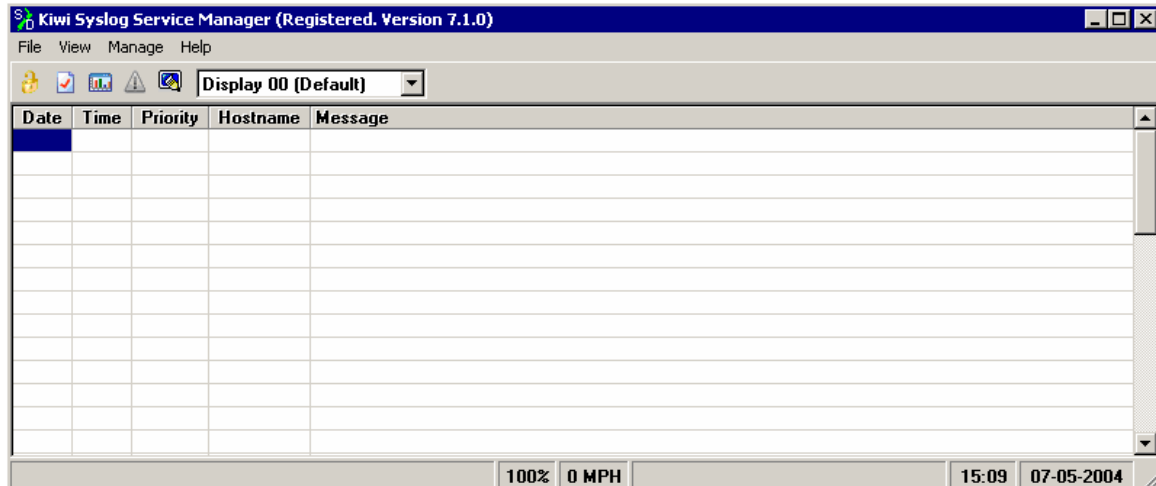 Kiwi Syslog Service Manager (Registered. Version 7.1.0)
File View Manage Help
Display 00 (Default)
Date Time Priority Hostname Message
100% 0 MPH 15:09 07-05-2004